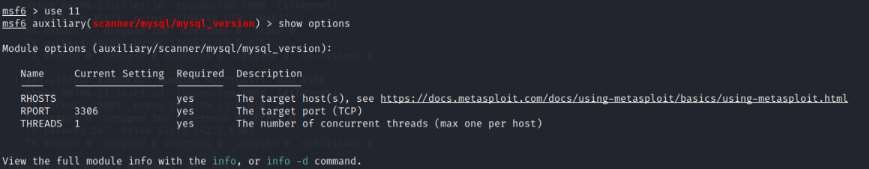 msf6 > use 11
msf6 auxiliary(scanner/mysql/mysql_version) > show options
Module options (auxiliary/scanner/mysql/mysql_version):
Name Current Setting Required Description
RHOSTS yes The target host(s), see https://docs.metasploit.com/docs/using-metasploit/basics/using-metasploit.html
RPORT 3306 yes The target port (TCP)
THREADS 1 yes The number of concurrent threads (max one per host)
View the full module info with the info, or info -d command.